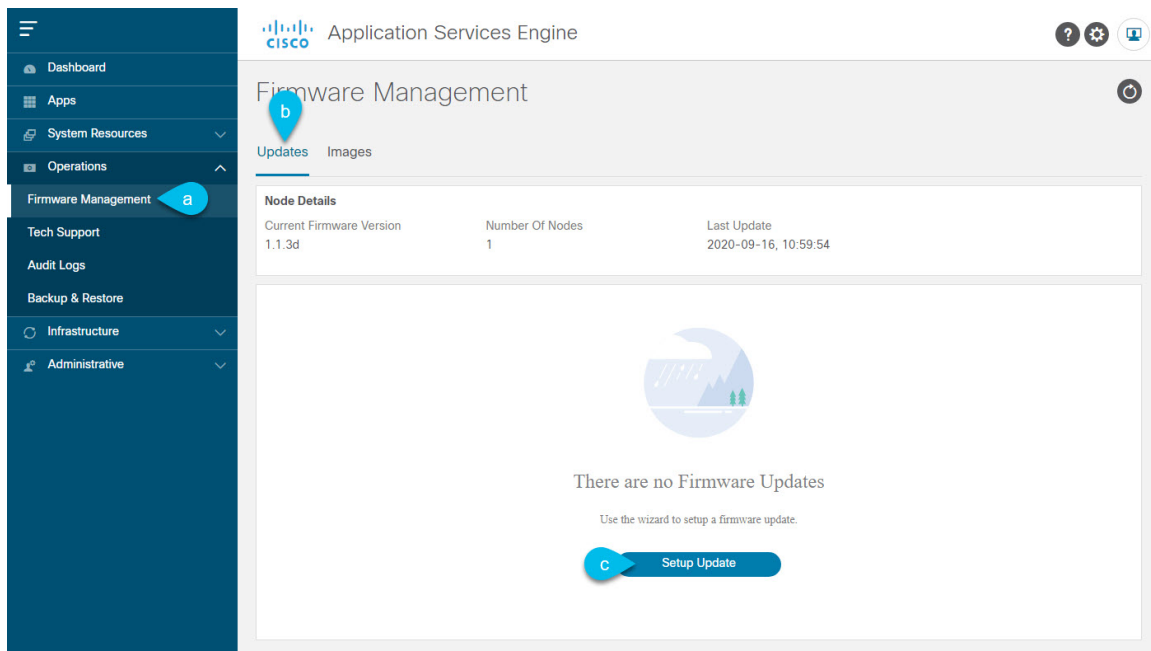 CISCO Application Services Engine
?
Dashboard
Apps
System Resources
Operations
Firmware Management a
Tech Support
Audit Logs
Backup & Restore
Infrastructure
Administrative
Firmware Management
b
Updates Images
Node Details
Current Firmware Version Number Of Nodes Last Update
1.1.3d 1 2020-09-16, 10:59:54
There are no Firmware Updates
Use the wizard to setup a firmware update.
c Setup Update